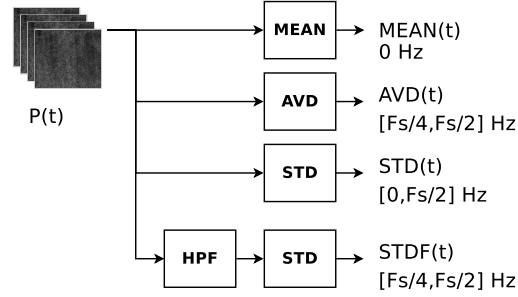 P(t)
MEAN
MEAN(t)
0 Hz
AVD
AVD(t)
[Fs/4,Fs/2] Hz
STD
STD(t)
[0,Fs/2] Hz
HPF
STD
STDF(t)
[Fs/4,Fs/2] Hz